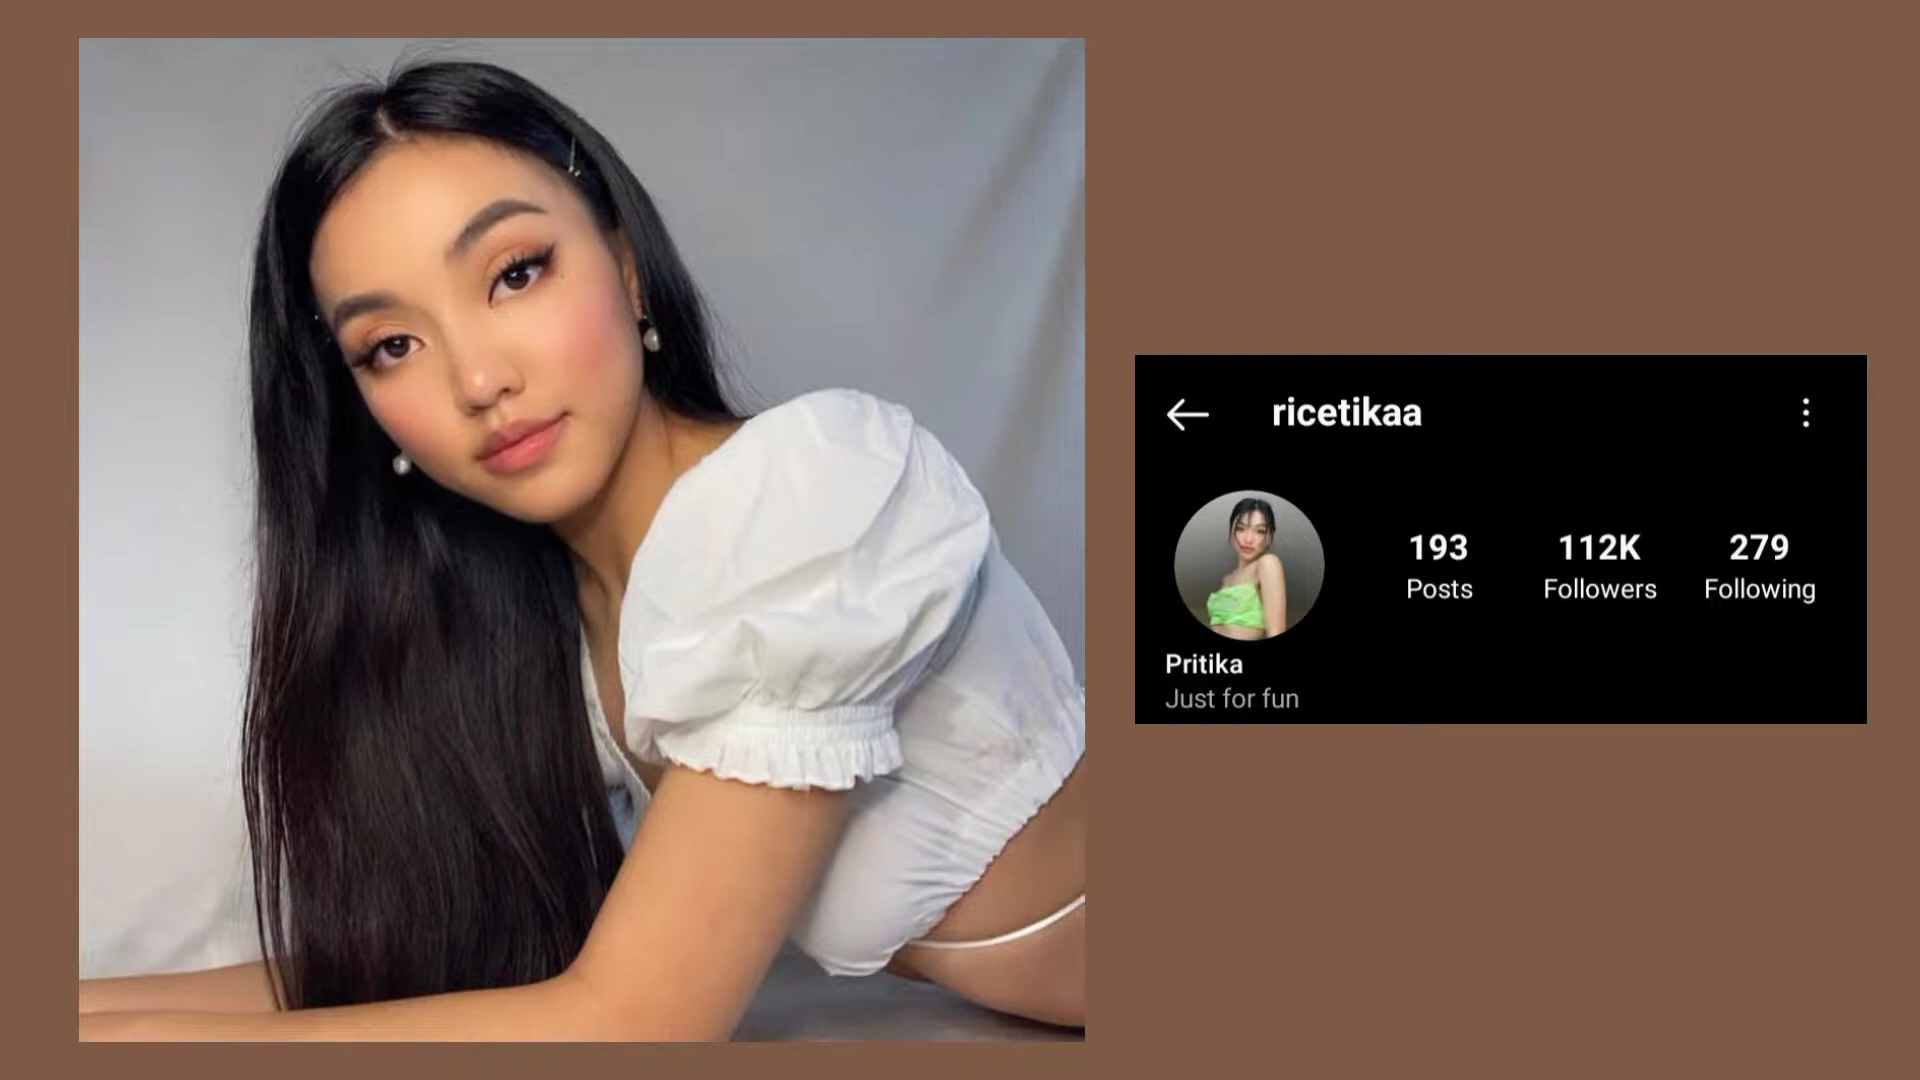 ricetikaa
193 112K 279
Posts Followers Following
Pritika
Just for fun